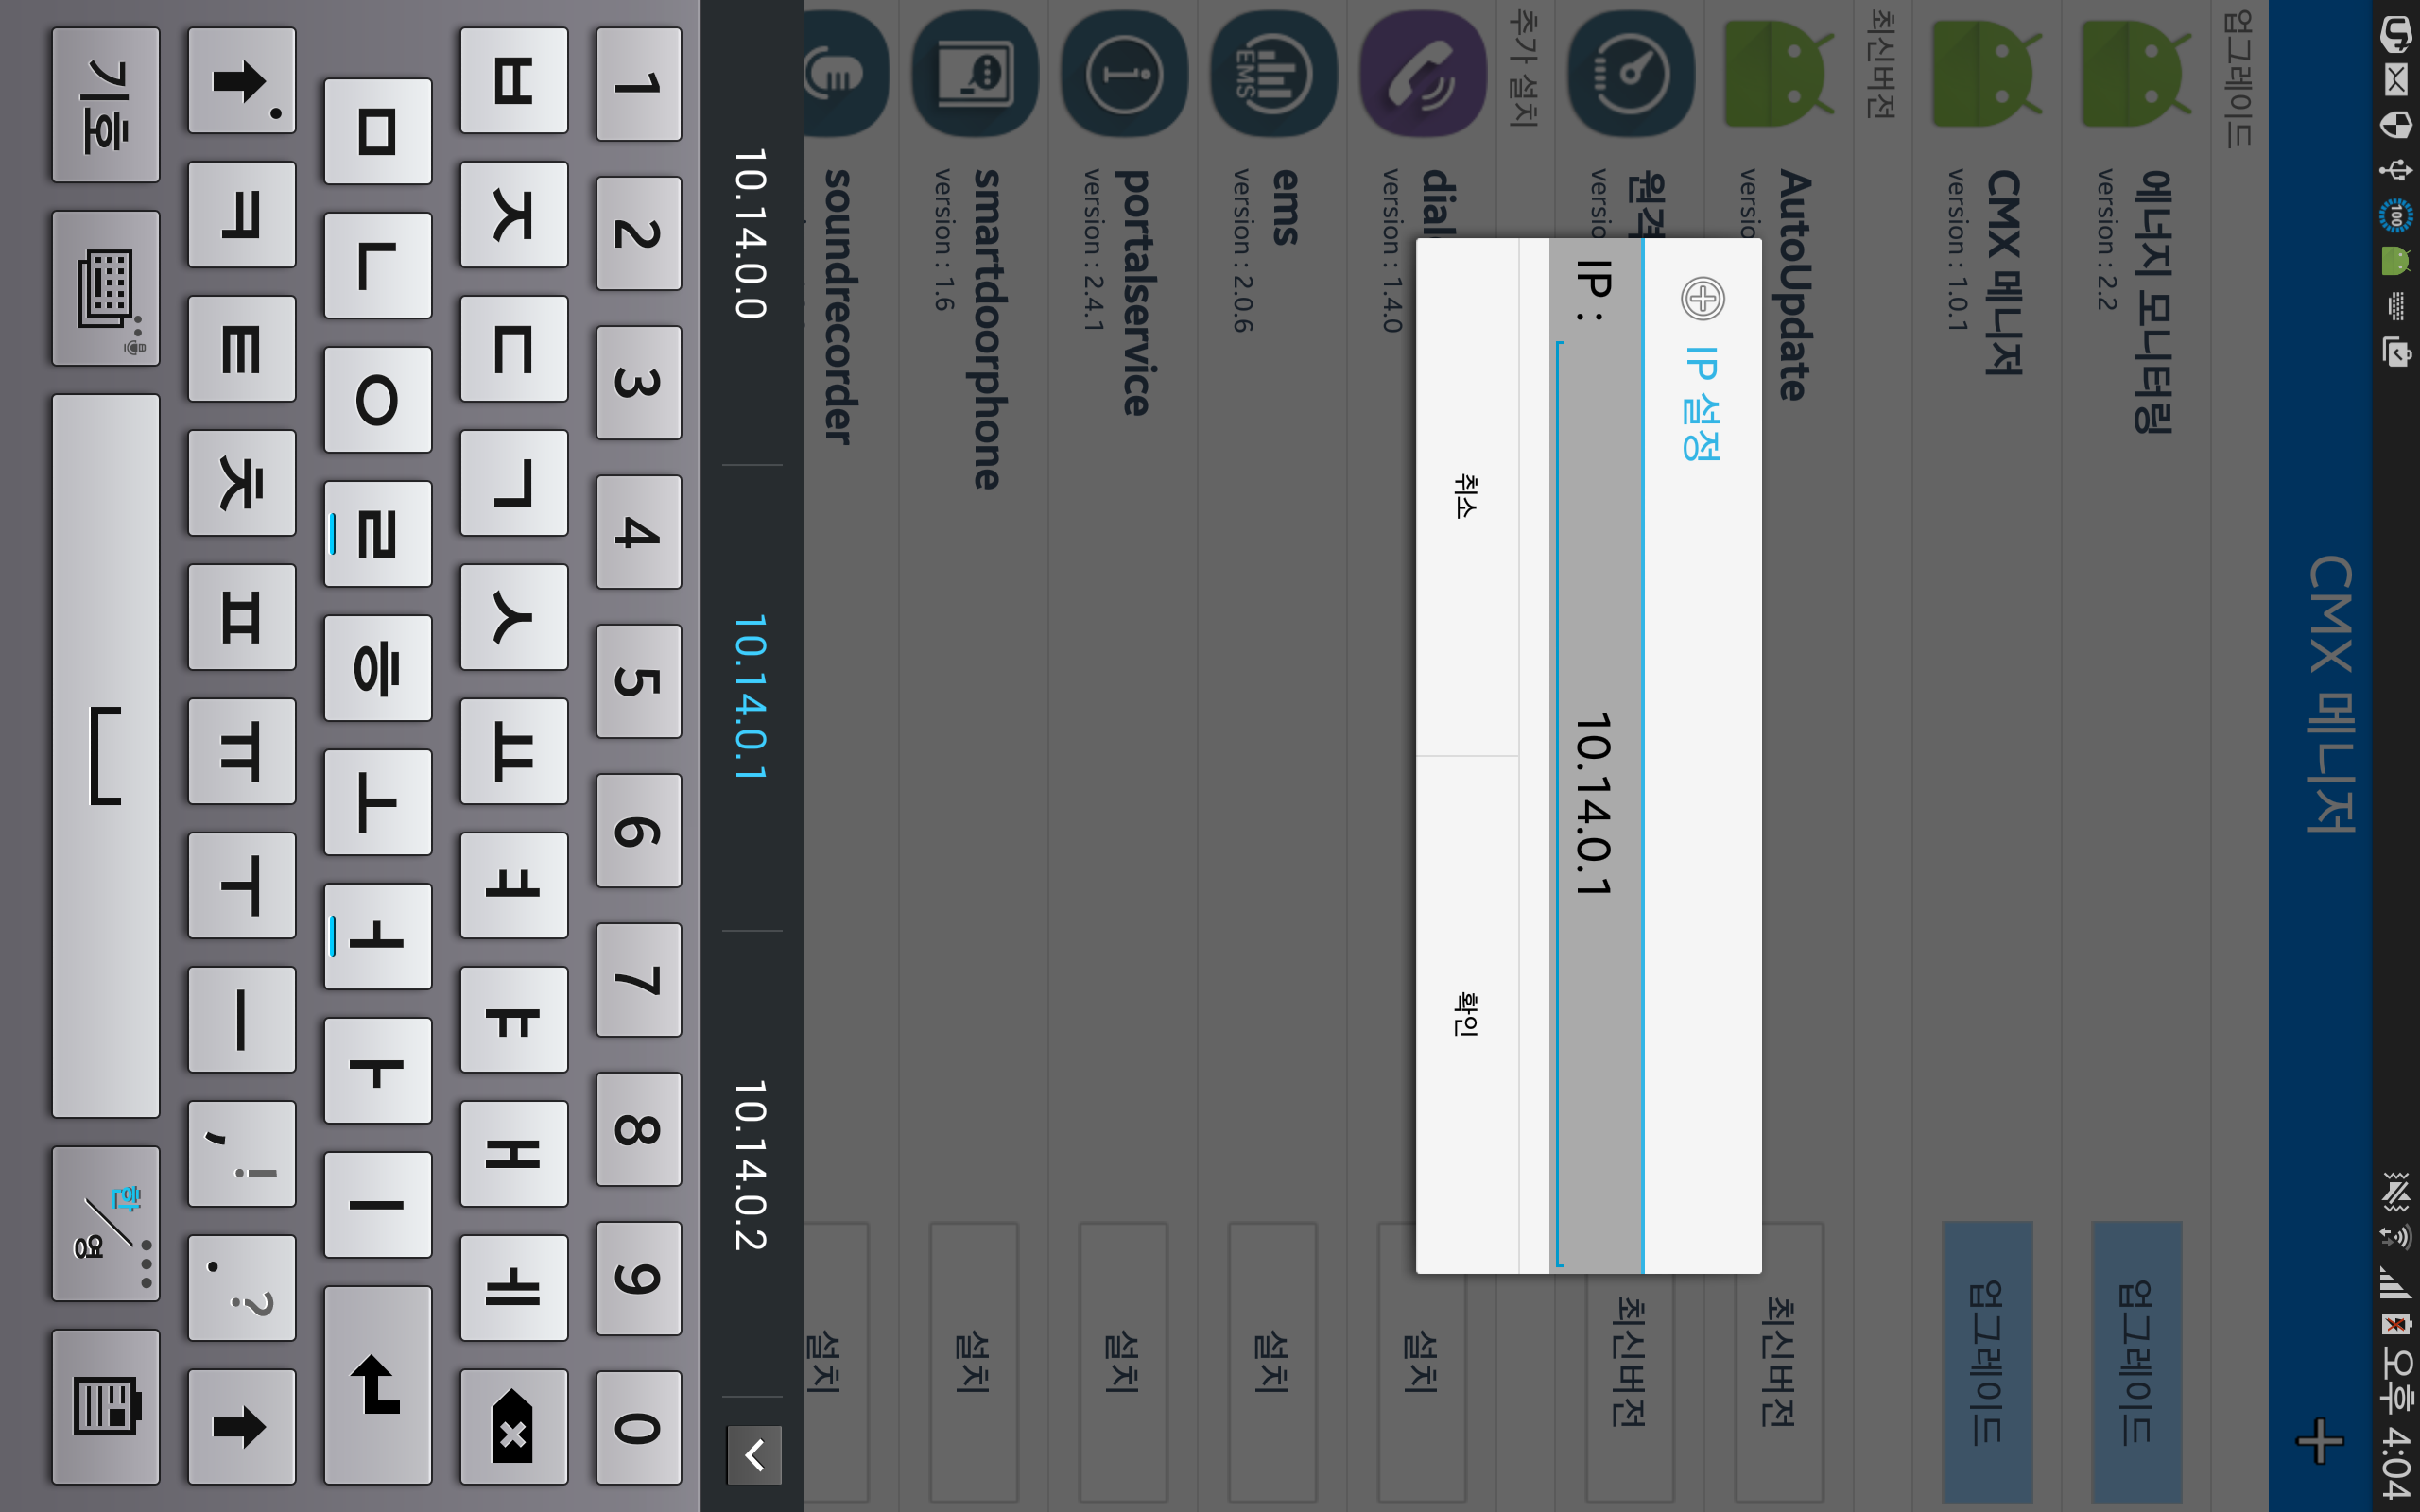 오후 4:04
100
CMX 메니저
업그레이드
에너지 모니터링
version : 2.2
업그레이드
CMX 메니저
version : 1.0.1
업그레이드
최신버전
AutoUpdate
versio
최신버전
원격
versio
최신버전
추가 설치
dial
version : 1.4.0
설치
EMS
ems
version : 2.0.6
설치
portalservice
version : 2.4.1
설치
smartdoorphone
version : 1.6
설치
soundrecorder
설치
IP 설정
IP : 10.14.0.1
취소 확인
10.14.0.0 10.14.0.1 10.14.0.2
1 2 3 4 5 6 7 8 9 0
ㅂ ㅈ ㄷ ㄱ ㅅ ㅛ ㅕ ㅑ ㅐ ㅔ
ㅁ ㄴ ㅇ ㄹ ㅎ ㅗ ㅓ ㅏ ㅣ
ㅋ ㅌ ㅊ ㅍ ㅠ ㅜ ㅡ , ! . ?
기호 한/영